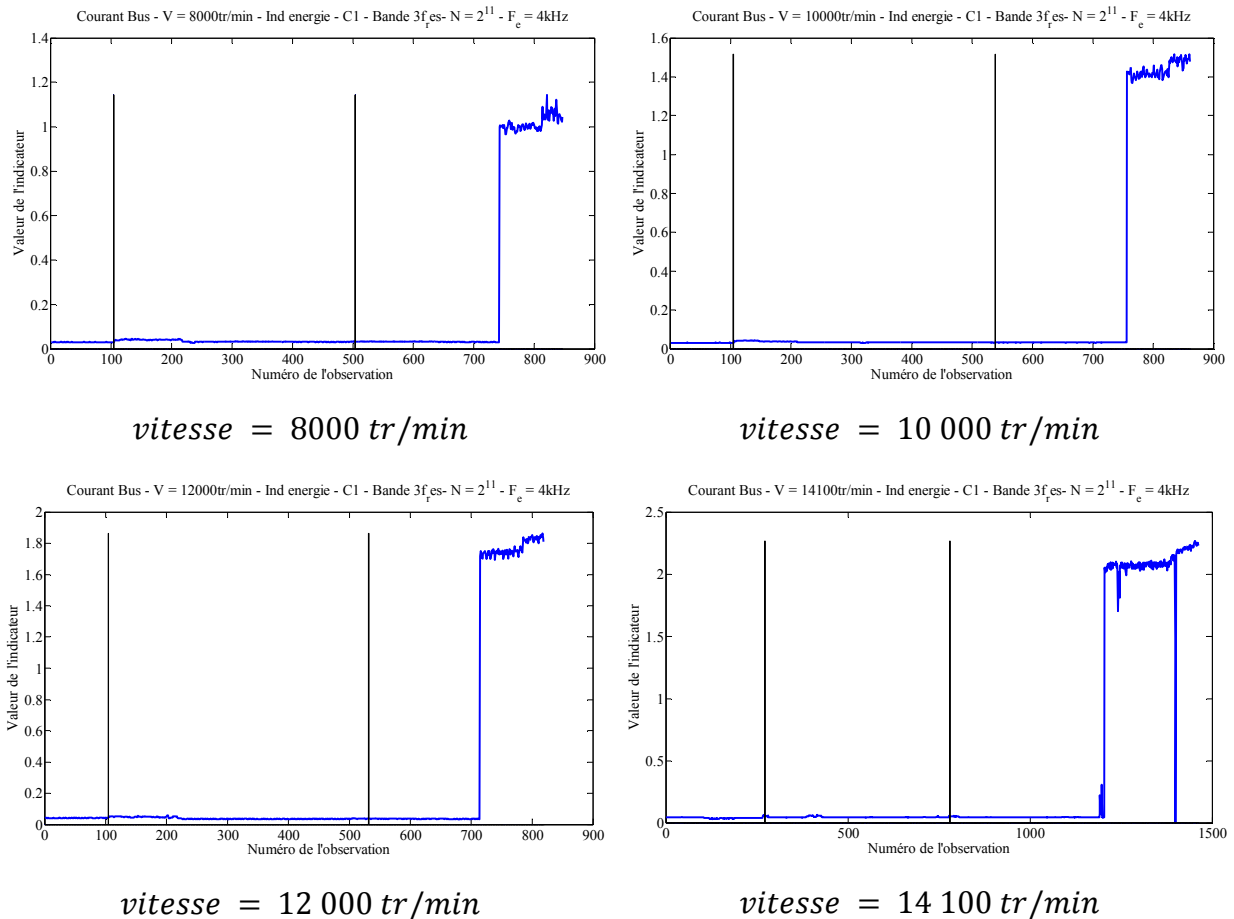 Courant Bus - V = 8000tr/min - Ind energie - C1 - Bande 3f_res- N = 2^11 - F_e = 4kHz
1.4
1.2
1
0.8
0.6
0.4
0.2
0
Valeur de l'indicateur
0 100 200 300 400 500 600 700 800 900
Numéro de l'observation
vitesse = 8000 tr/min
Courant Bus - V = 10000tr/min - Ind energie - C1 - Bande 3f_res- N = 2^11 - F_e = 4kHz
1.6
1.4
1.2
1
0.8
0.6
0.4
0.2
0
Valeur de l'indicateur
0 100 200 300 400 500 600 700 800 900
Numéro de l'observation
vitesse = 10 000 tr/min
Courant Bus - V = 12000tr/min - Ind energie - C1 - Bande 3f_res- N = 2^11 - F_e = 4kHz
2
1.8
1.6
1.4
1.2
1
0.8
0.6
0.4
0.2
0
Valeur de l'indicateur
0 100 200 300 400 500 600 700 800 900
Numéro de l'observation
vitesse = 12 000 tr/min
Courant Bus - V = 14100tr/min - Ind energie - C1 - Bande 3f_res- N = 2^11 - F_e = 4kHz
2.5
2
1.5
1
0.5
0
Valeur de l'indicateur
0 500 1000 1500
Numéro de l'observation
vitesse = 14 100 tr/min